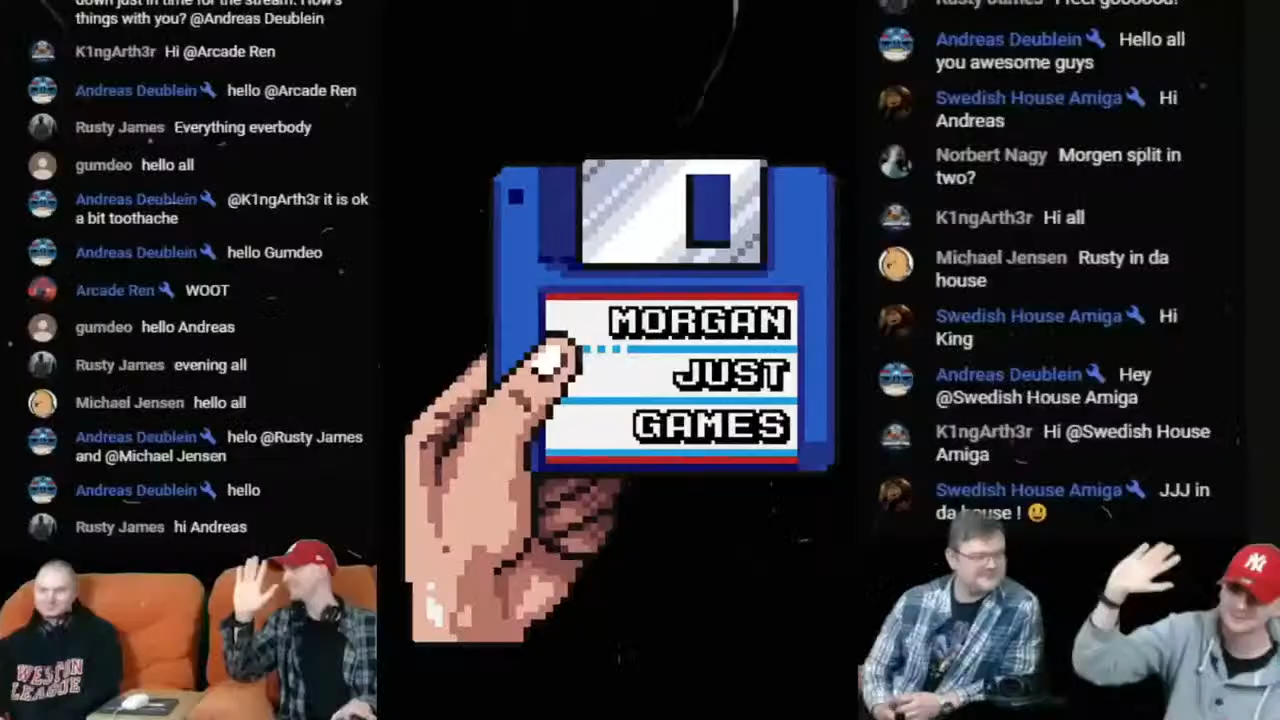 down just in time for the stream. How's
things with you? @Andreas Deublein
K1ngArth3r Hi @Arcade Ren
Andreas Deublein hello @Arcade Ren
Rusty James Everything everbody
gumdeo hello all
Andreas Deublein @K1ngArth3r it is ok
a bit toothache
Andreas Deublein hello Gumdeo
Arcade Ren WOOT
gumdeo hello Andreas
Rusty James evening all
Michael Jensen hello all
Andreas Deublein helo @Rusty James
and @Michael Jensen
Andreas Deublein hello
Rusty James hi Andreas
WESTON
LEAGUE
MORGAN
JUST
GAMES
Rusty James I feel gooooood!
Andreas Deublein Hello all
you awesome guys
Swedish House Amiga Hi
Andreas
Norbert Nagy Morgen split in
two?
K1ngArth3r Hi all
Michael Jensen Rusty in da
house
Swedish House Amiga Hi
King
Andreas Deublein Hey
@Swedish House Amiga
K1ngArth3r Hi @Swedish House
Amiga
Swedish House Amiga JJJ in
da house ! 😃
NY